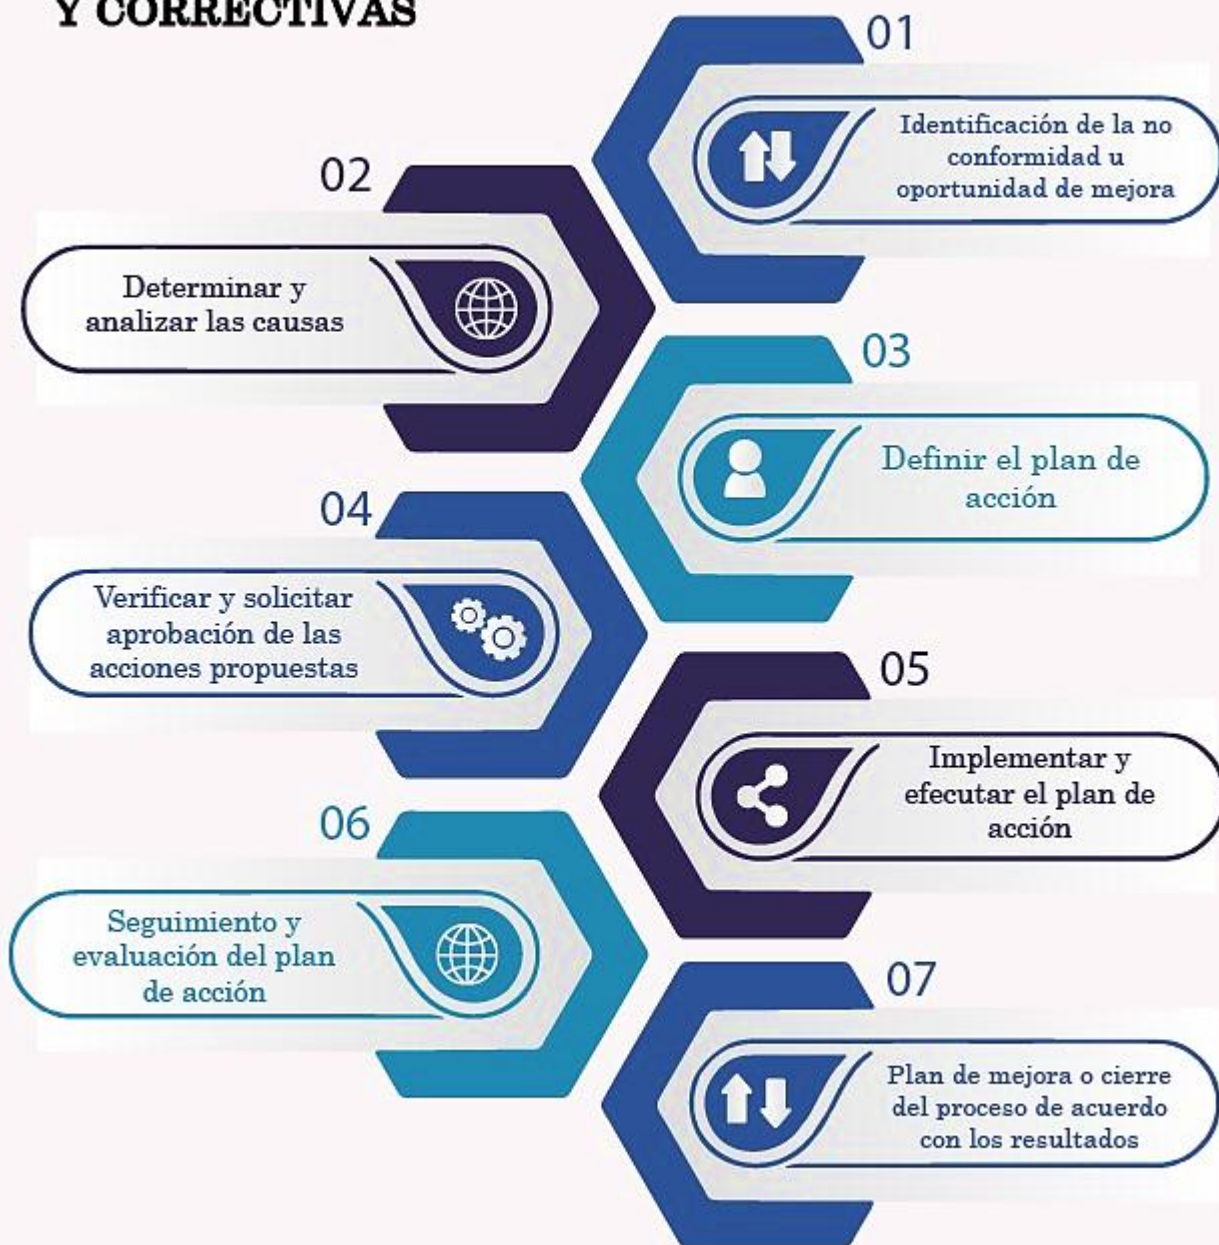 Y CORRECTIVAS
01
Identificación de la no
conformidad u
oportunidad de mejora
02
Determinar y
analizar las causas
03
Definir el plan de
acción
04
Verificar y solicitar
aprobación de las
acciones propuestas
05
Implementar y
efecutar el plan de
acción
06
Seguimiento y
evaluación del plan
de acción
07
Plan de mejora o cierre
del proceso de acuerdo
con los resultados